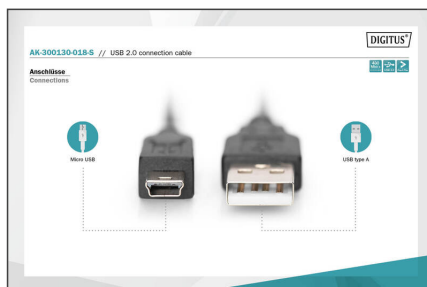 DIGITUS®
AK-300130-018-S // USB 2.0 connection cable
Anschlüsse
Connections
Micro USB
USB type A